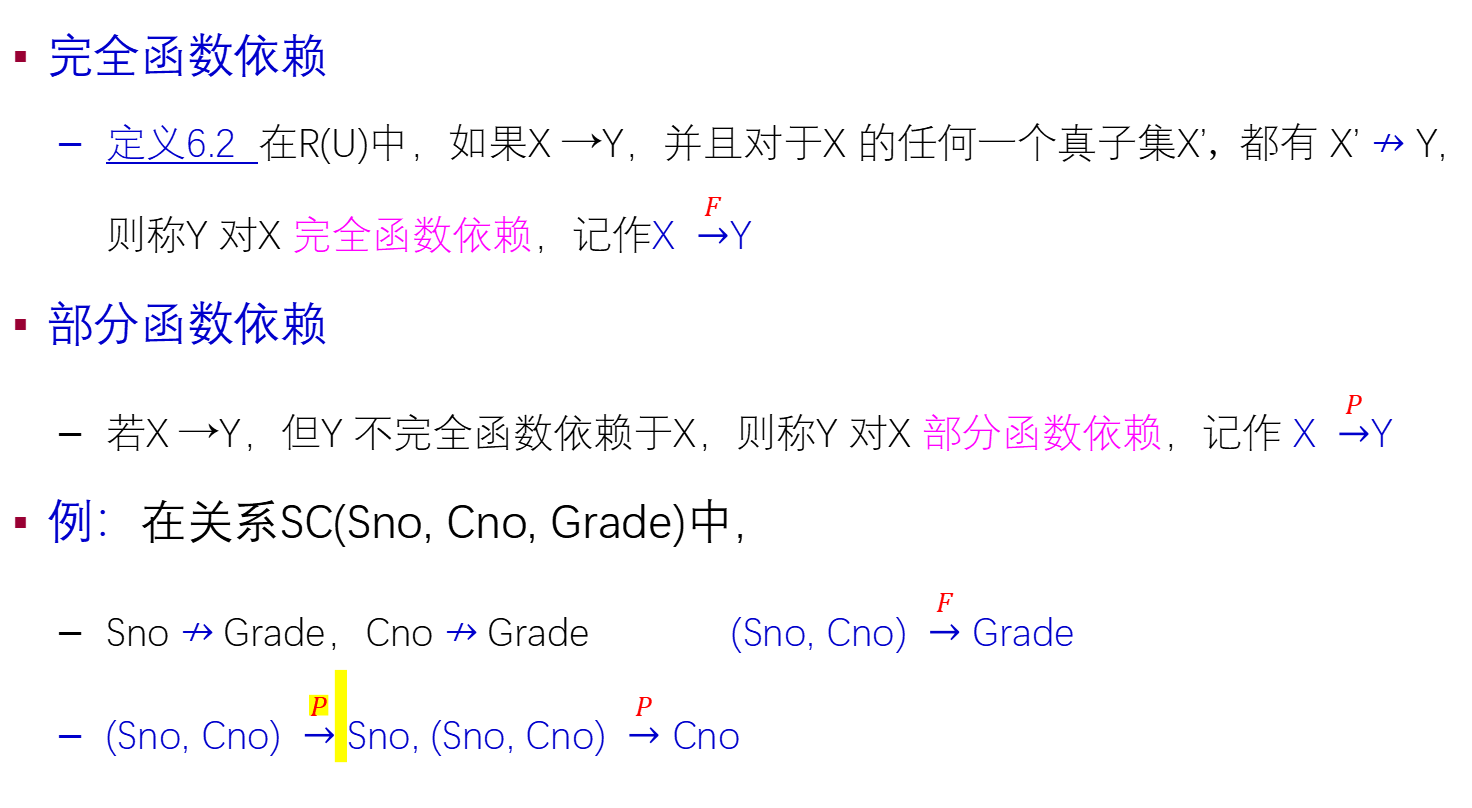 ▪ 完全函数依赖
– 定义6.2 在R(U)中，如果X →Y，并且对于X 的任何一个真子集X’，都有 X’ ↛ Y,
则称Y 对X 完全函数依赖，记作X F→Y
▪ 部分函数依赖
– 若X →Y，但Y 不完全函数依赖于X，则称Y 对X 部分函数依赖，记作 X P→Y
▪ 例：在关系SC(Sno, Cno, Grade)中，
– Sno ↛ Grade，Cno ↛ Grade (Sno, Cno) F→ Grade
– (Sno, Cno) P→ Sno, (Sno, Cno) P→ Cno